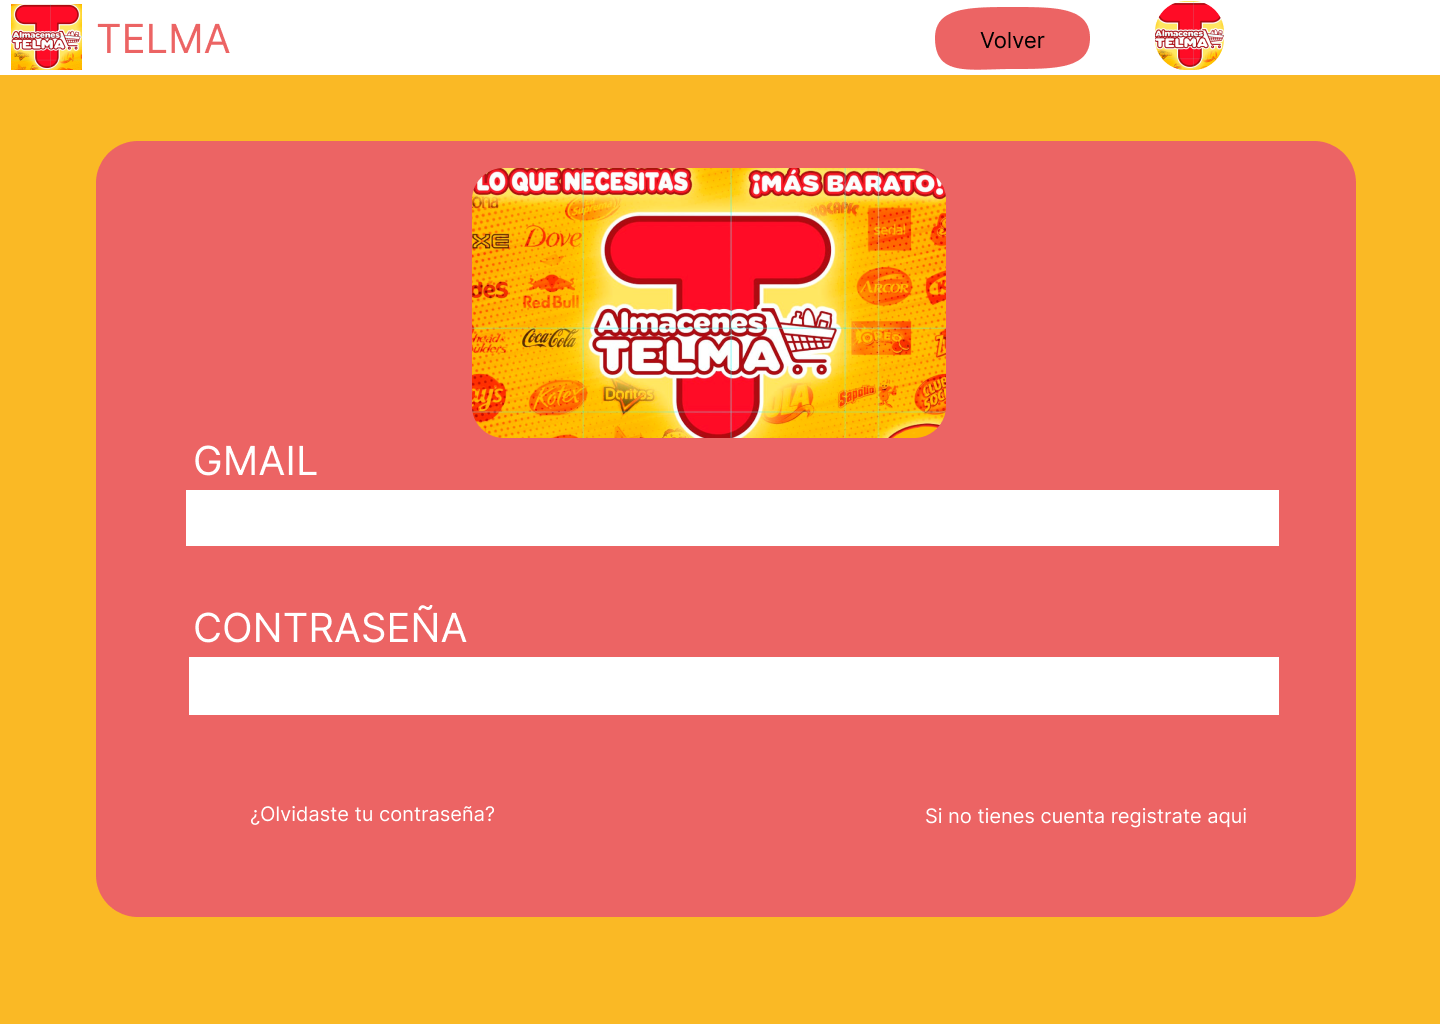 Almacenes
TELMA
TELMA
Volver
Almacenes
TELMA
LO QUE NECESITAS
¡MÁS BARATO!
Dove
Red Bull
Coca-Cola
ARCOR
Almacenes
TELMA
Kotex
Doritos
Sapolio
CLUB
GMAIL
CONTRASEÑA
¿Olvidaste tu contraseña?
Si no tienes cuenta registrate aqui